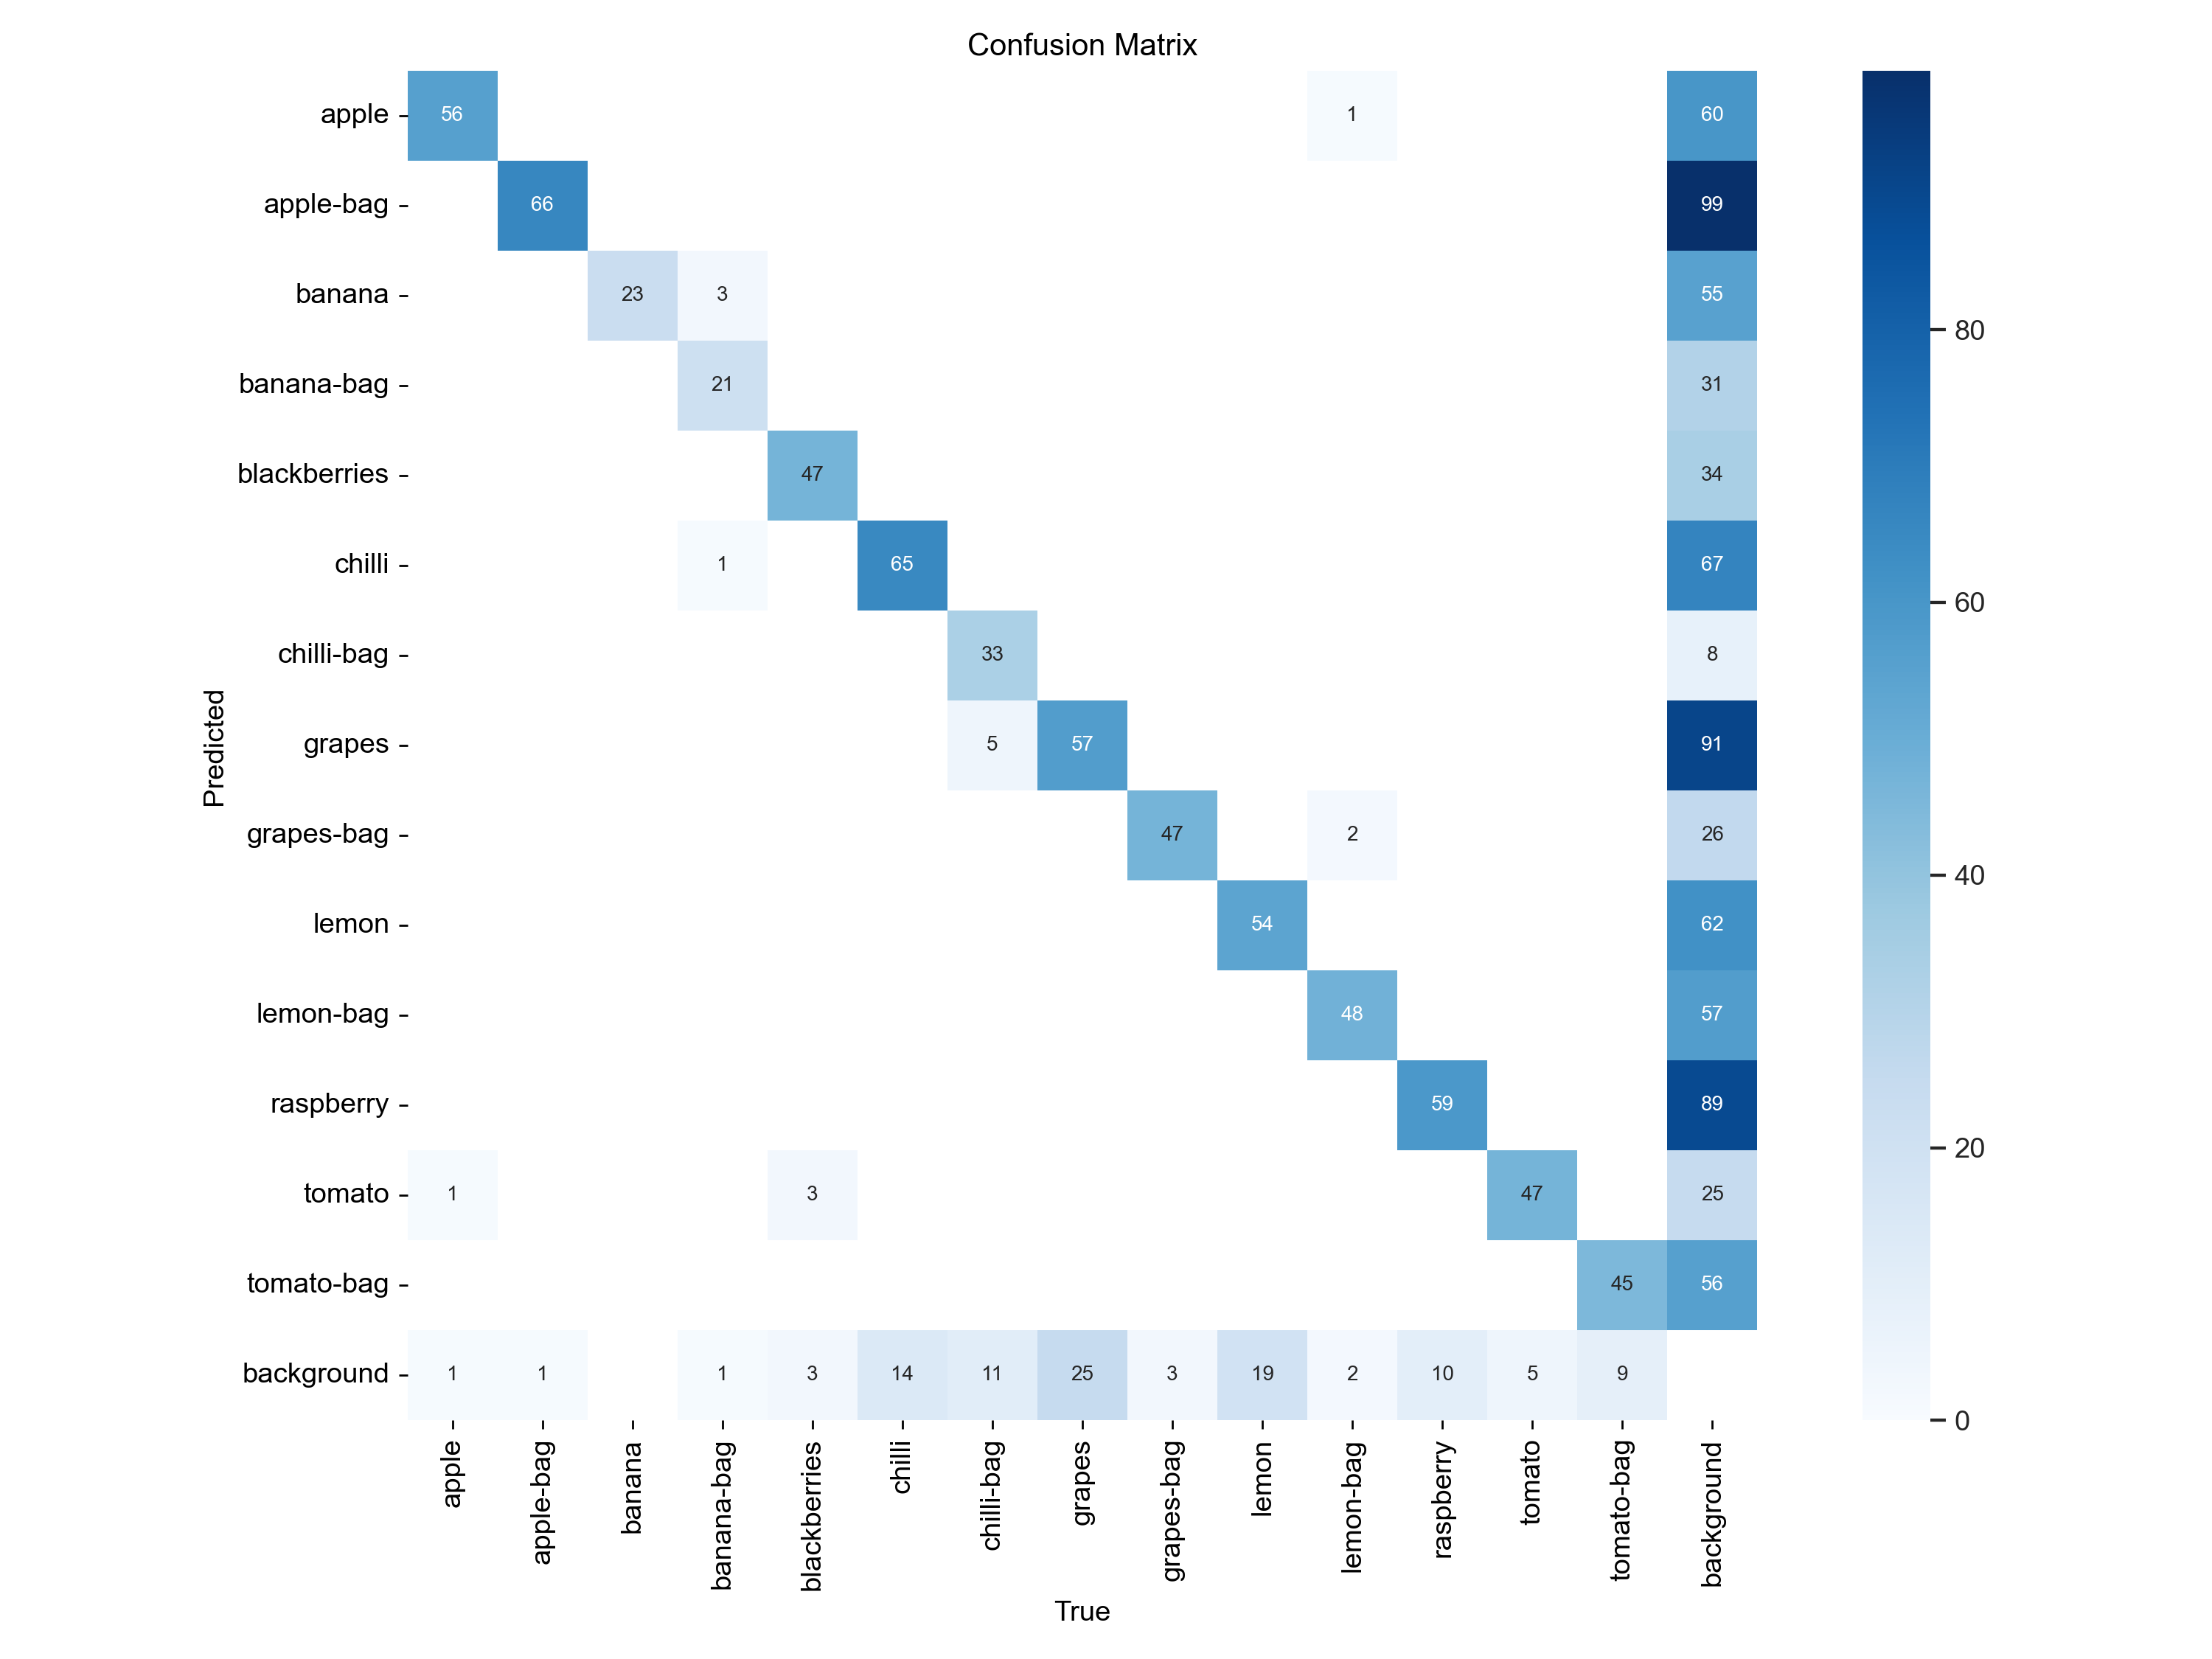 Confusion Matrix
apple 56 1 60
apple-bag 66 99
banana 23 3 55
80
banana-bag 21 31
blackberries 47 34
chilli 1 65 67
60
chilli-bag 33 8
Predicted
grapes 5 57 91
grapes-bag 47 2 26
40
lemon 54 62
lemon-bag 48 57
raspberry 59 89
20
tomato 1 3 47 25
tomato-bag 45 56
background 1 1 1 3 14 11 25 3 19 2 10 5 9
0
apple apple-bag banana banana-bag blackberries chilli chilli-bag grapes grapes-bag lemon lemon-bag raspberry tomato tomato-bag background
True